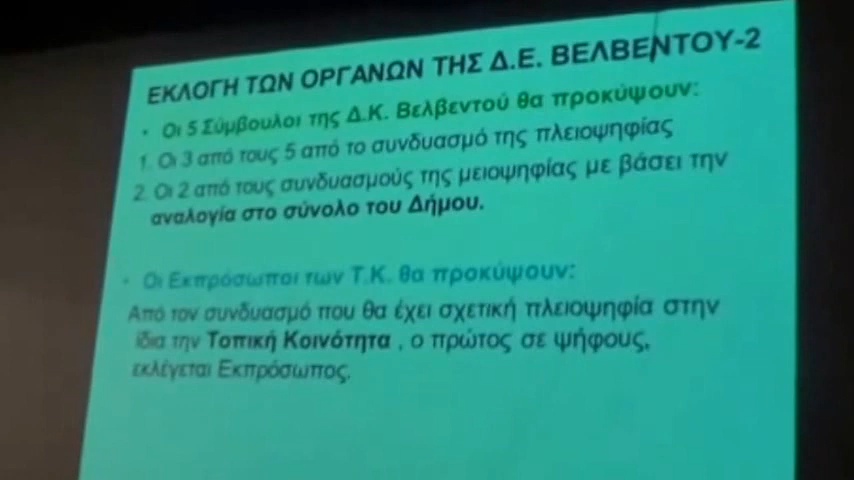 ΕΚΛΟΓΗ ΤΩΝ ΟΡΓΑΝΩΝ ΤΗΣ Δ.Ε. ΒΕΛΒΕΝΤΟΥ-2
• Οι 5 Σύμβουλοι της Δ.Κ. Βελβεντού θα προκύψουν:
1. Οι 3 από τους 5 από το συνδυασμό της πλειοψηφίας
2. Οι 2 από τους συνδυασμούς της μειοψηφίας με βάσει την
αναλογία στο σύνολο του Δήμου.
• Οι Εκπρόσωποι των Τ.Κ. θα προκύψουν:
Από τον συνδυασμό που θα έχει σχετική πλειοψηφία στην
ίδια την Τοπική Κοινότητα , ο πρώτος σε ψήφους,
εκλέγεται Εκπρόσωπος.